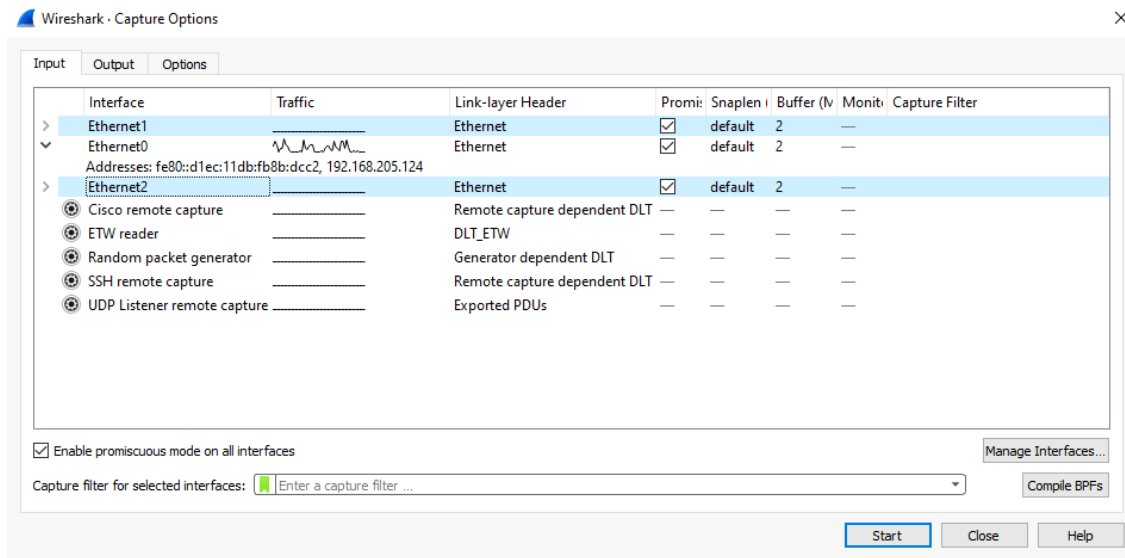 Wireshark · Capture Options
Input Output Options
Interface Traffic Link-layer Header Promis Snaplen ( Buffer (M Monito Capture Filter
Ethernet1 Ethernet default 2 —
Ethernet0 Ethernet default 2 —
Addresses: fe80::d1ec:11db:fb8b:dcc2, 192.168.205.124
Ethernet2 Ethernet default 2 —
Cisco remote capture Remote capture dependent DLT — — — —
ETW reader DLT_ETW — — — —
Random packet generator Generator dependent DLT — — — —
SSH remote capture Remote capture dependent DLT — — — —
UDP Listener remote capture Exported PDUs — — — —
Enable promiscuous mode on all interfaces Manage Interfaces...
Capture filter for selected interfaces: Enter a capture filter ... Compile BPFs
Start Close Help